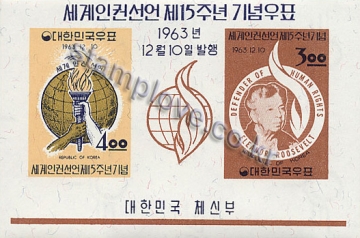 세계인권선언 제15주년 기념우표
1963년
12월 10일 발행
대한민국우표
1963.12.10
4.00
REPUBLIC OF KOREA
세계인권선언제15주년기념
3.00
1963.12.10
DEFENDER OF HUMAN RIGHTS
ELEANOR ROOSEVELT
세계인권선언제15주년기념
대한민국우표
대한민국 체신부
stamplove.co.kr